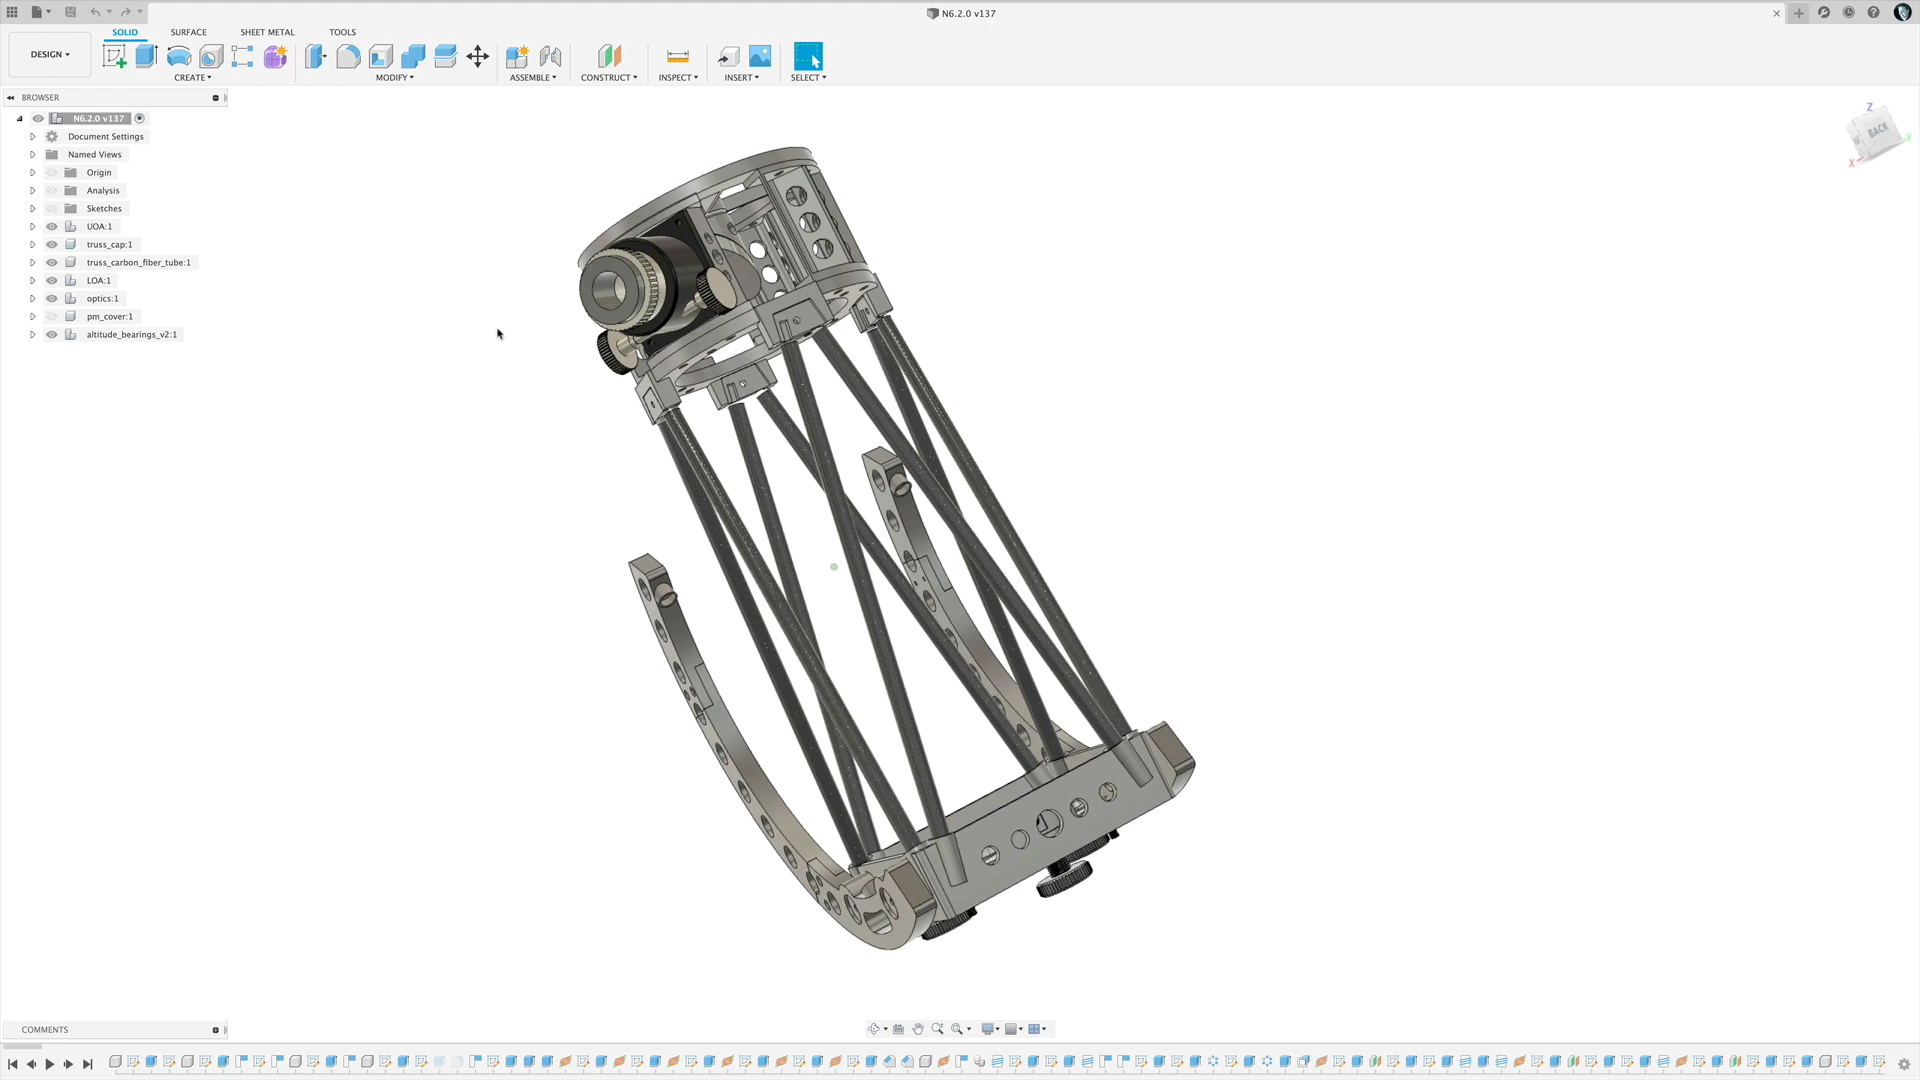 N6.2.0 v137
SOLID
SURFACE
SHEET METAL
TOOLS
DESIGN
CREATE
MODIFY
ASSEMBLE
CONSTRUCT
INSPECT
INSERT
SELECT
BROWSER
N6.2.0 v137
Document Settings
Named Views
Origin
Analysis
Sketches
UOA:1
truss_cap:1
truss_carbon_fiber_tube:1
LOA:1
optics:1
pm_cover:1
altitude_bearings_v2:1
Z
BACK
X
Y
COMMENTS